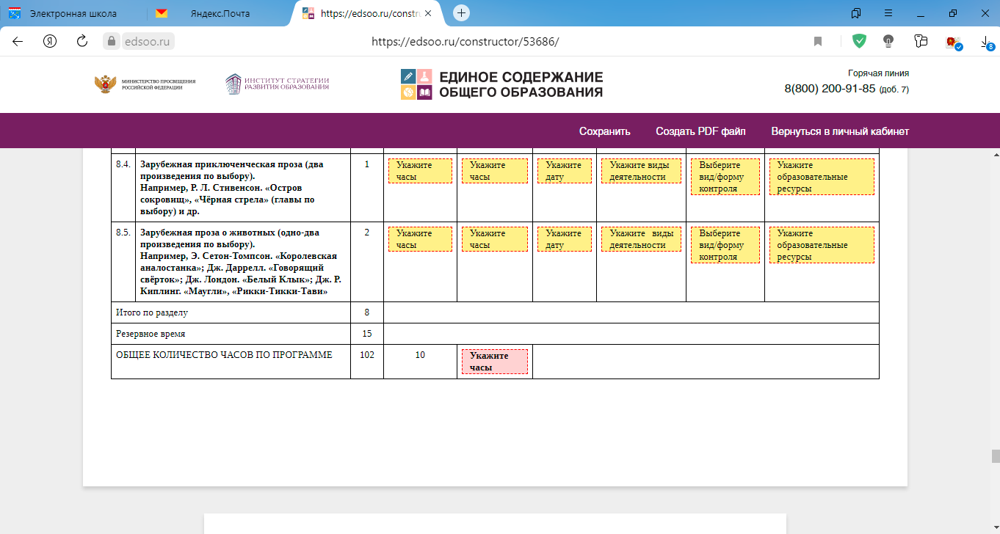 Электронная школа
Яндекс.Почта
https://edsoo.ru/constr
edsoo.ru
https://edsoo.ru/constructor/53686/
8
МИНИСТЕРСТВО ПРОСВЕЩЕНИЯ
РОССИЙСКОЙ ФЕДЕРАЦИИ
ИНСТИТУТ СТРАТЕГИИ
РАЗВИТИЯ ОБРАЗОВАНИЯ
ЕДИНОЕ СОДЕРЖАНИЕ
ОБЩЕГО ОБРАЗОВАНИЯ
Горячая линия
8(800) 200-91-85 (доб. 7)
Сохранить
Создать PDF файл
Вернуться в личный кабинет
8.4.
Зарубежная приключенческая проза (два
произведения по выбору).
Например, Р. Л. Стивенсон. «Остров
сокровищ», «Чёрная стрела» (главы по
выбору) и др.
1
Укажите
часы
Укажите
часы
Укажите
дату
Укажите виды
деятельности
Выберите
вид/форму
контроля
Укажите
образовательные
ресурсы
8.5.
Зарубежная проза о животных (одно-два
произведения по выбору).
Например, Э. Сетон-Томпсон. «Королевская
аналостанка»; Дж. Даррелл. «Говорящий
свёрток»; Дж. Лондон. «Белый Клык»; Дж. Р.
Киплинг. «Маугли», «Рикки-Тикки-Тави»
2
Укажите
часы
Укажите
часы
Укажите
дату
Укажите виды
деятельности
Выберите
вид/форму
контроля
Укажите
образовательные
ресурсы
Итого по разделу
8
Резервное время
15
ОБЩЕЕ КОЛИЧЕСТВО ЧАСОВ ПО ПРОГРАММЕ
102
10
Укажите
часы